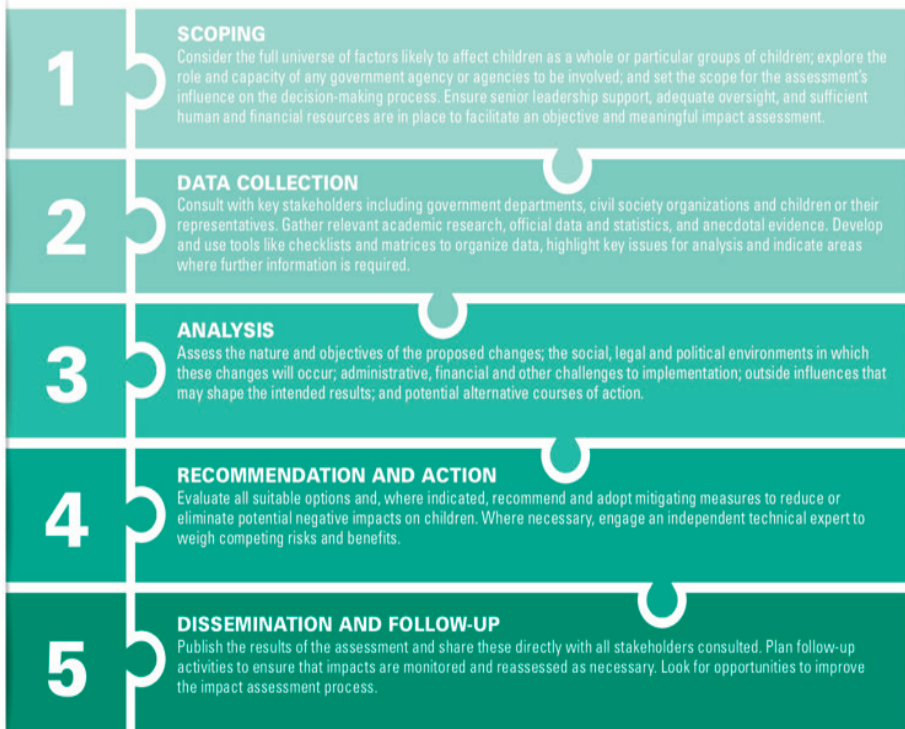 1
SCOPING
Consider the full universe of factors likely to affect children as a whole or particular groups of children; explore the
role and capacity of any government agency or agencies to be involved; and set the scope for the assessment's
influence on the decision-making process. Ensure senior leadership support, adequate oversight, and sufficient
human and financial resources are in place to facilitate an objective and meaningful impact assessment.
2
DATA COLLECTION
Consult with key stakeholders including government departments, civil society organizations and children or their
representatives. Gather relevant academic research, official data and statistics, and anecdotal evidence. Develop
and use tools like checklists and matrices to organize data, highlight key issues for analysis and indicate areas
where further information is required.
3
ANALYSIS
Assess the nature and objectives of the proposed changes; the social, legal and political environments in which
these changes will occur; administrative, financial and other challenges to implementation; outside influences that
may shape the intended results; and potential alternative courses of action.
4
RECOMMENDATION AND ACTION
Evaluate all suitable options and, where indicated, recommend and adopt mitigating measures to reduce or
eliminate potential negative impacts on children. Where necessary, engage an independent technical expert to
weigh competing risks and benefits.
5
DISSEMINATION AND FOLLOW-UP
Publish the results of the assessment and share these directly with all stakeholders consulted. Plan follow-up
activities to ensure that impacts are monitored and reassessed as necessary. Look for opportunities to improve
the impact assessment process.